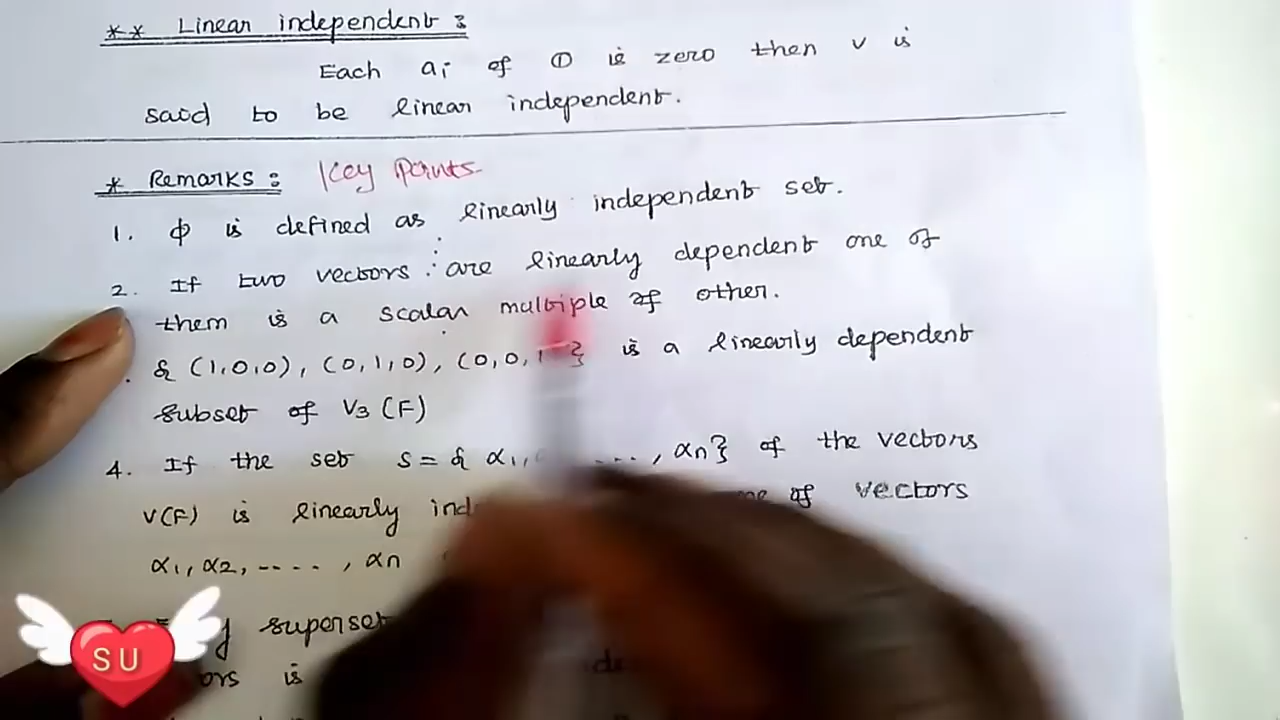 ** Linear independent :
Each ai of ① is zero then v is
said to be linear independent.
* Remarks : Key Points
1. ϕ is defined as linearly independent set.
2. If two vectors ∴ are linearly dependent one of
them is a scalar multiple of other.
{ (1,0,0), (0,1,0), (0,0,1 } is a linearly dependent
subset of V3 (F)
4. If the set S = { α1, ...., αn} of the vectors
V(F) is linearly of vectors
α1, α2, ----, αn
superset
is
SU